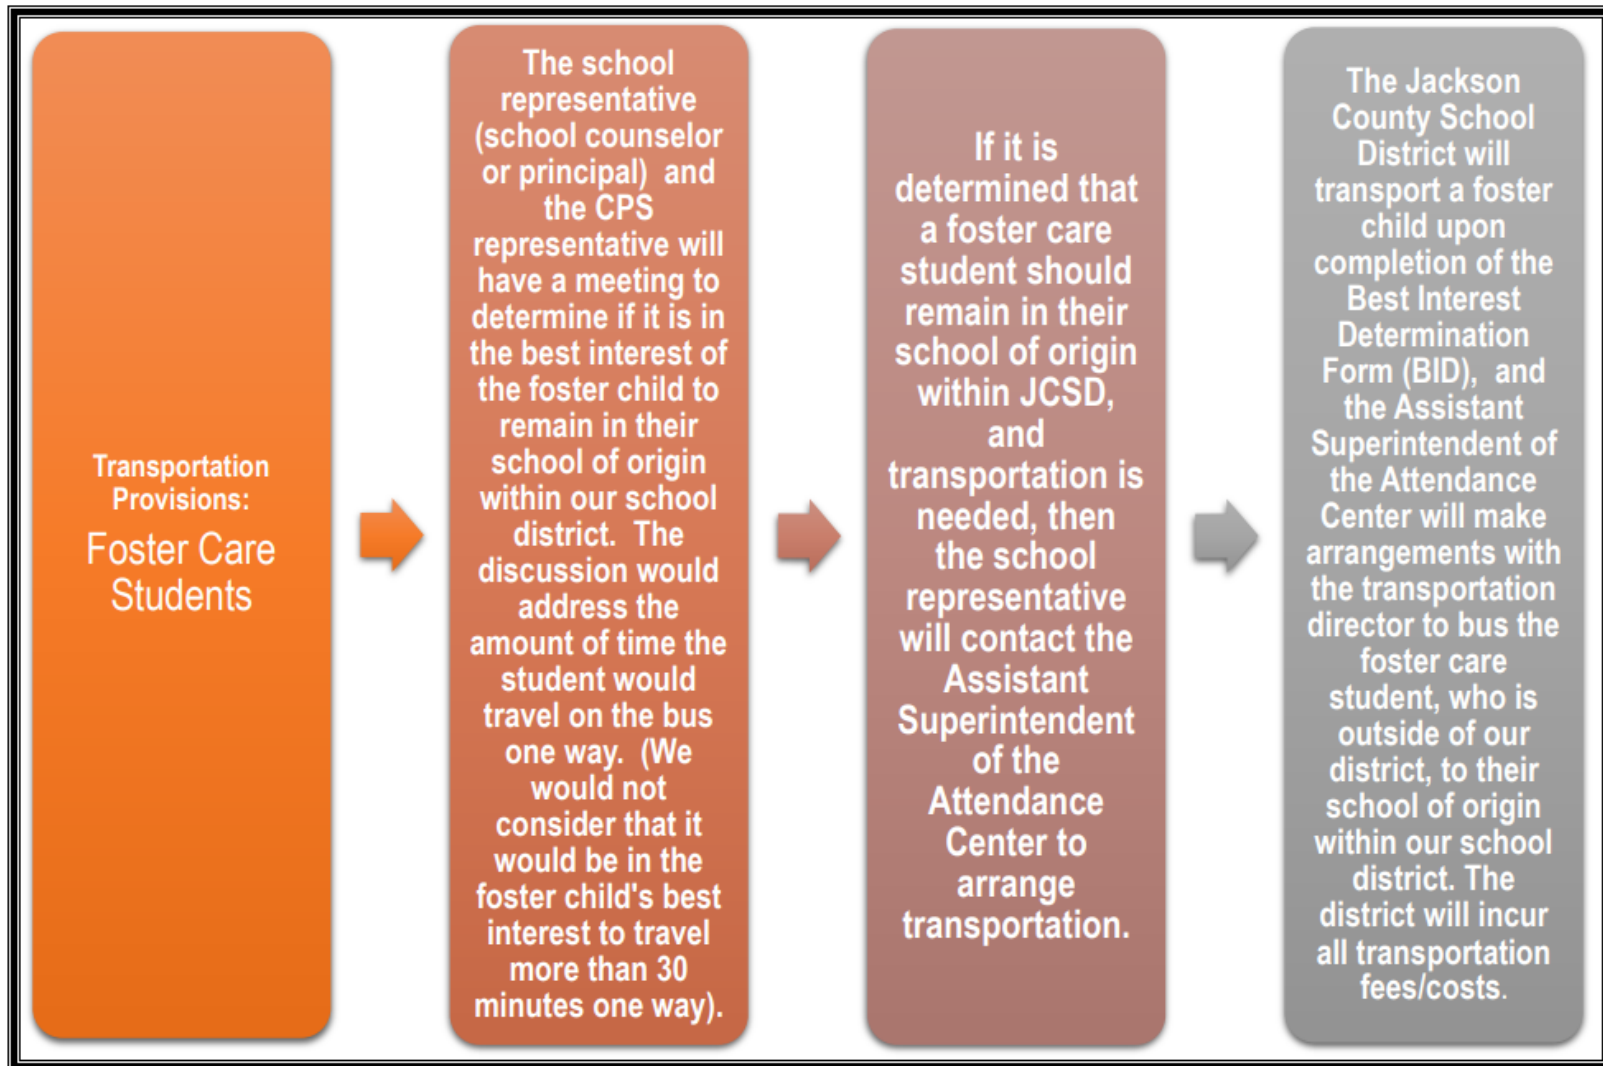 Transportation
Provisions:
Foster Care
Students
The school
representative
(school counselor
or principal)  and
the CPS
representative will
have a meeting to
determine if it is in
the best interest of
the foster child to
remain in their
school of origin
within our school
district.  The
discussion would
address the
amount of time the
student would
travel on the bus
one way.  (We
would not
consider that it
would be in the
foster child's best
interest to travel
more than 30
minutes one way).
If it is
determined that
a foster care
student should
remain in their
school of origin
within JCSD,
and
transportation is
needed, then
the school
representative
will contact the
Assistant
Superintendent
of the
Attendance
Center to
arrange
transportation.
The Jackson
County School
District will
transport a foster
child upon
completion of the
Best Interest
Determination
Form (BID),  and
the Assistant
Superintendent of
the Attendance
Center will make
arrangements with
the transportation
director to bus the
foster care
student, who is
outside of our
district, to their
school of origin
within our school
district. The
district will incur
all transportation
fees/costs.